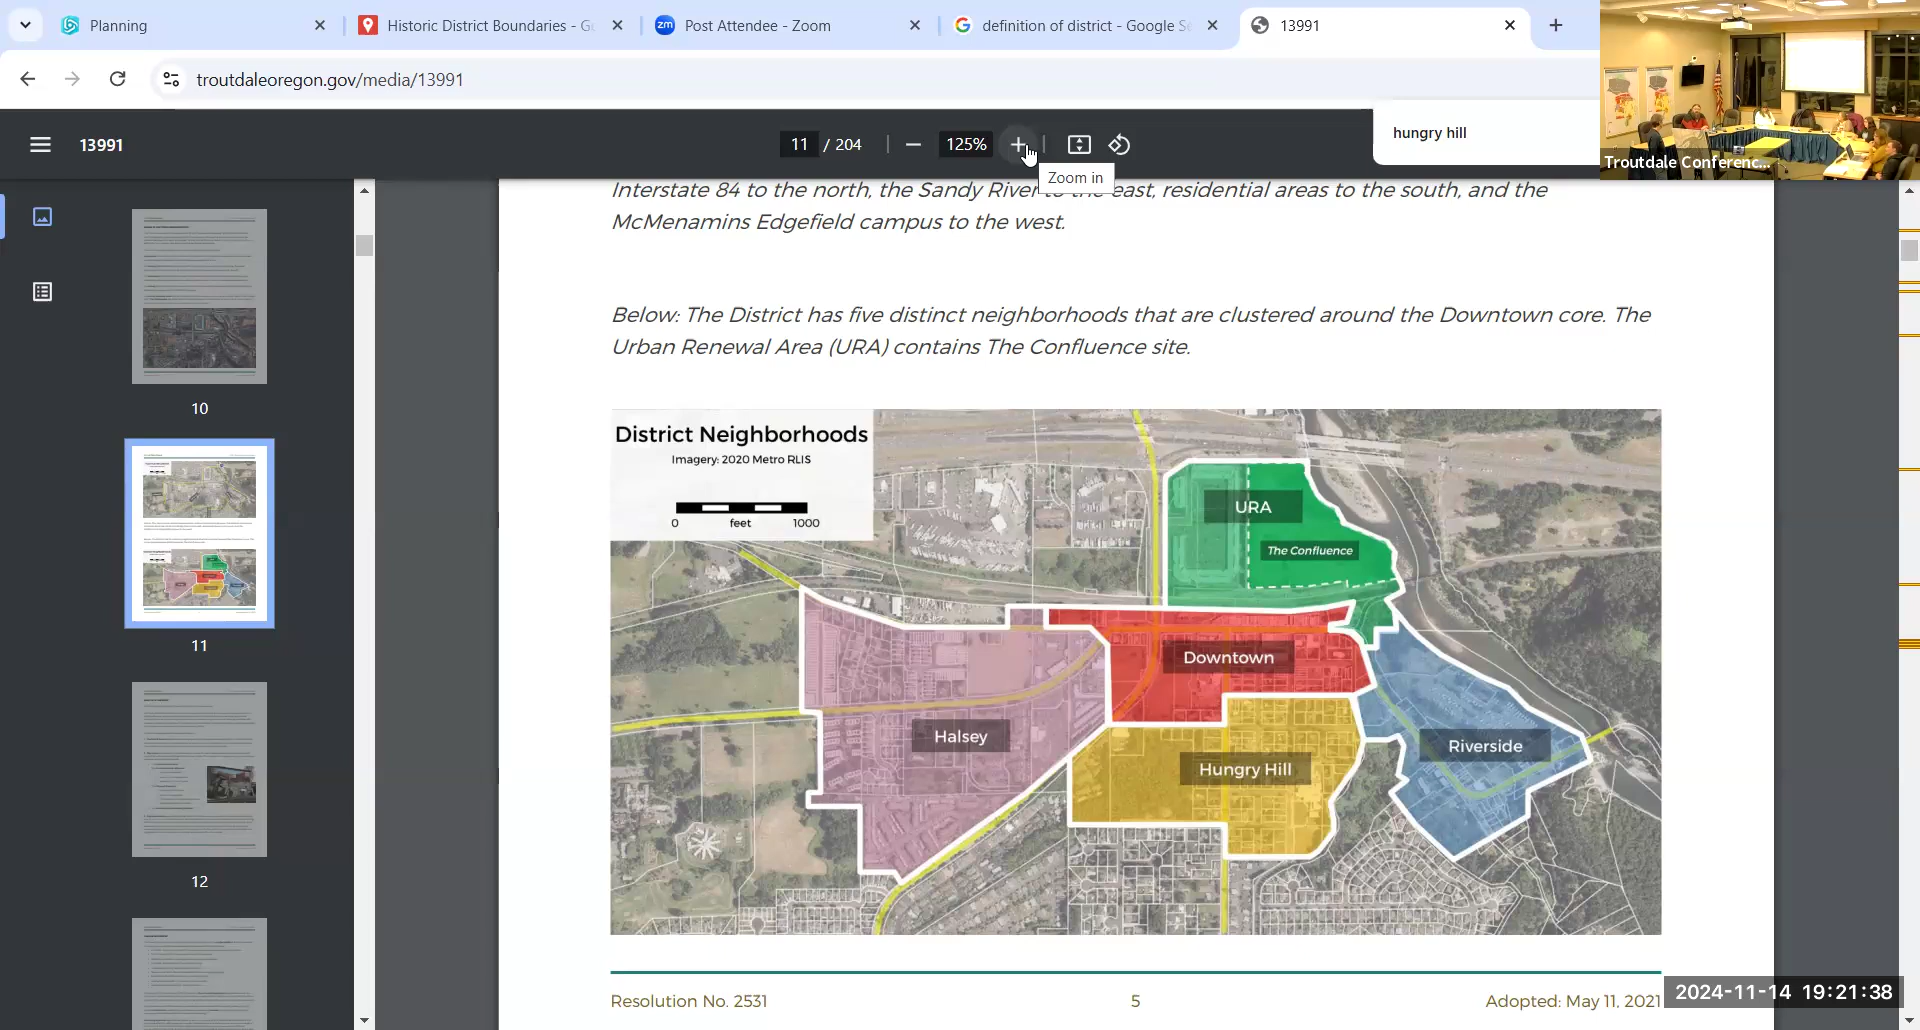 Planning
Historic District Boundaries - G
Post Attendee - Zoom
definition of district - Google Se
13991
troutdaleoregon.gov/media/13991
hungry hill
Troutdale Conferenc...
13991
11 / 204
125%
Zoom in
Interstate 84 to the north, the Sandy River to the east, residential areas to the south, and the
McMenamins Edgefield campus to the west.
Below: The District has five distinct neighborhoods that are clustered around the Downtown core. The
Urban Renewal Area (URA) contains The Confluence site.
District Neighborhoods
Imagery: 2020 Metro RLIS
0 feet 1000
URA
The Confluence
Downtown
Halsey
Hungry Hill
Riverside
10
11
12
Resolution No. 2531
5
Adopted: May 11, 2021
2024-11-14 19:21:38